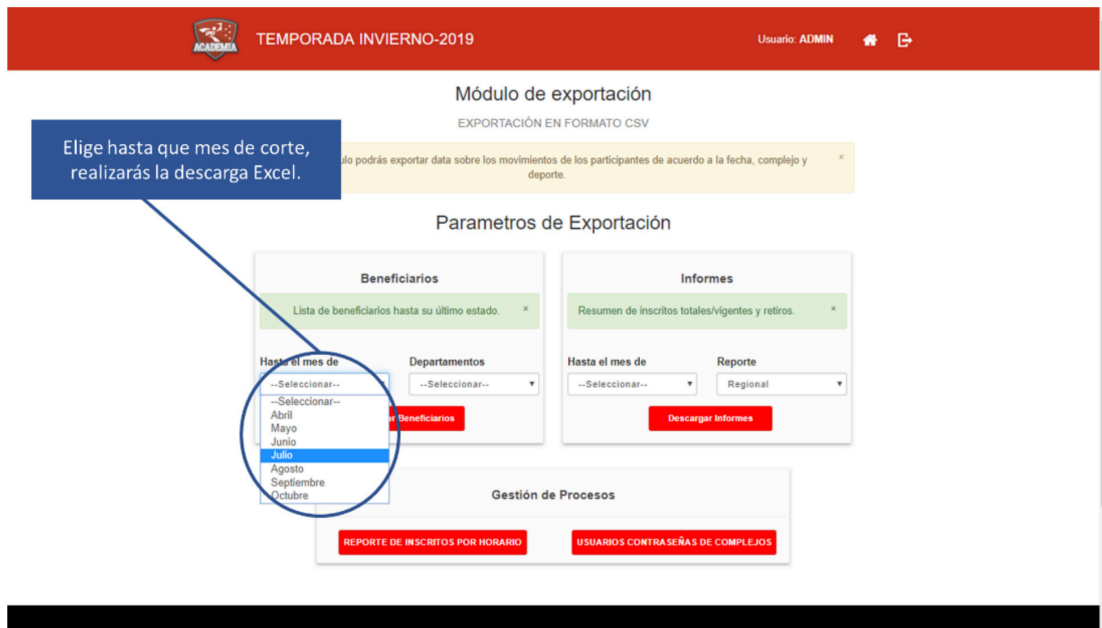 ACADEMIA
TEMPORADA INVIERNO-2019
Usuario: ADMIN
Módulo de exportación
EXPORTACIÓN EN FORMATO CSV
Elige hasta que mes de corte,
realizarás la descarga Excel.
podrás exportar data sobre los movimientos de los participantes de acuerdo a la fecha, complejo y
deporte.
×
Parametros de Exportación
Beneficiarios
Lista de beneficiarios hasta su último estado. ×
Hasta el mes de
Departamentos
--Seleccionar--
--Seleccionar--
--Seleccionar--
Abril
Mayo
Junio
Julio
Agosto
Septiembre
Octubre
Beneficiarios
Informes
Resumen de inscritos totales/vigentes y retiros. ×
Hasta el mes de
Reporte
--Seleccionar--
Regional
Descargar Informes
Gestión de Procesos
REPORTE DE INSCRITOS POR HORARIO
USUARIOS CONTRASEÑAS DE COMPLEJOS